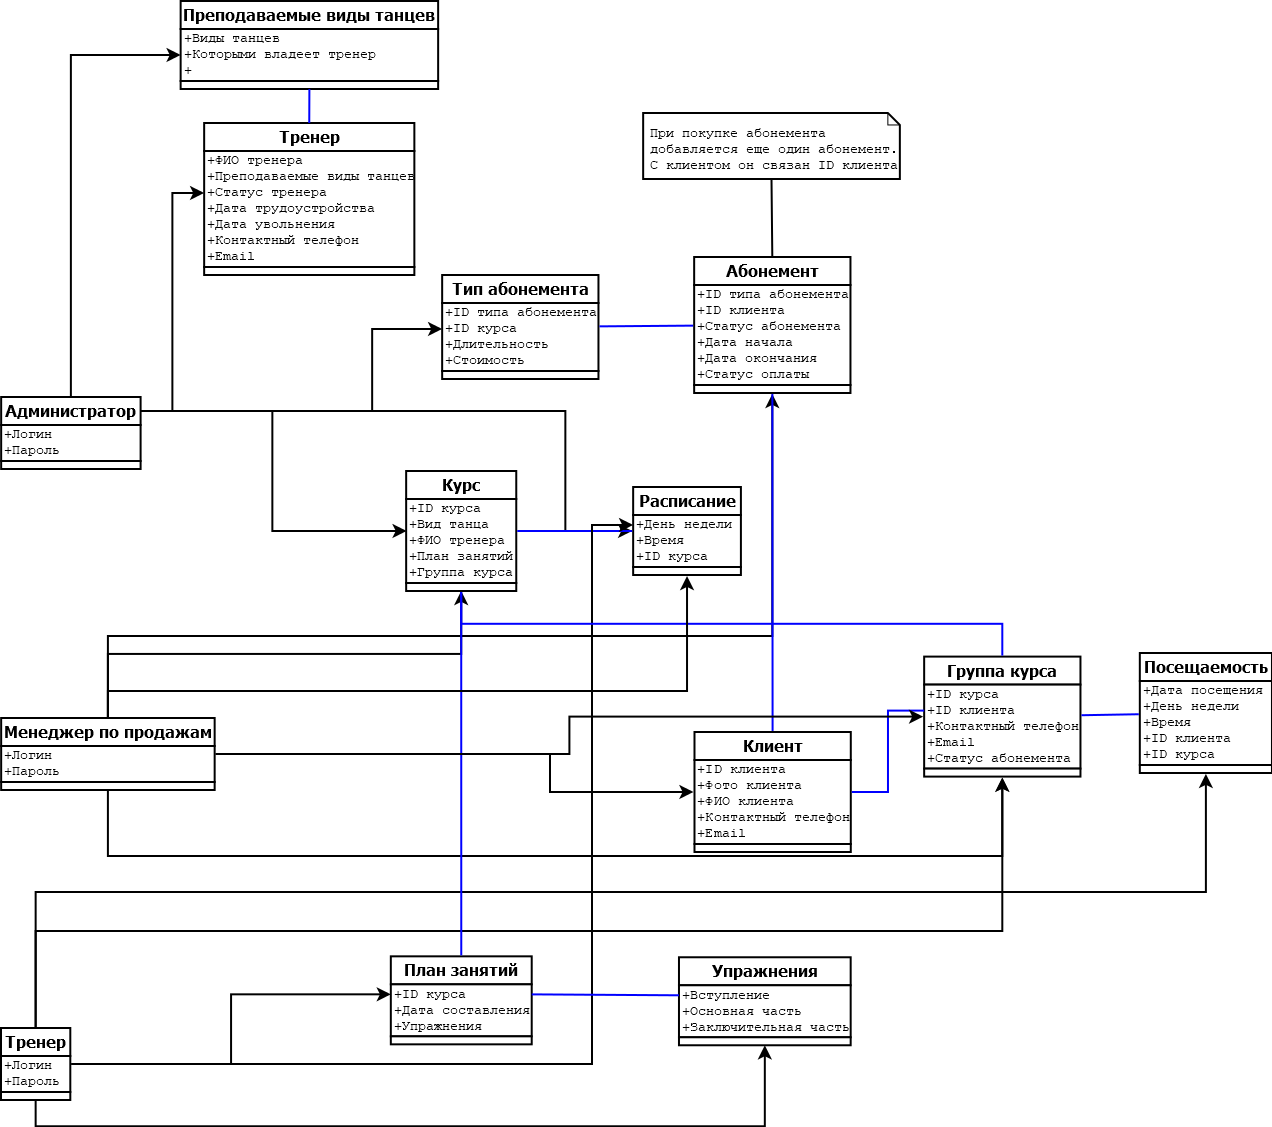 Преподаваемые виды танцев
+Виды танцев
+Которыми владеет тренер
+
Тренер
+ФИО тренера
+Преподаваемые виды танцев
+Статус тренера
+Дата трудоустройства
+Дата увольнения
+Контактный телефон
+Email
При покупке абонемента
добавляется еще один абонемент.
С клиентом он связан ID клиента
Тип абонемента
+ID типа абонемента
+ID курса
+Длительность
+Стоимость
Абонемент
+ID типа абонемента
+ID клиента
+Статус абонемента
+Дата начала
+Дата окончания
+Статус оплаты
Администратор
+Логин
+Пароль
Курс
+ID курса
+Вид танца
+ФИО тренера
+План занятий
+Группа курса
Расписание
+День недели
+Время
+ID курса
Менеджер по продажам
+Логин
+Пароль
Клиент
+ID клиента
+Фото клиента
+ФИО клиента
+Контактный телефон
+Email
Группа курса
+ID курса
+ID клиента
+Контактный телефон
+Email
+Статус абонемента
Посещаемость
+Дата посещения
+День недели
+Время
+ID клиента
+ID курса
План занятий
+ID курса
+Дата составления
+Упражнения
Упражнения
+Вступление
+Основная часть
+Заключительная часть
Тренер
+Логин
+Пароль